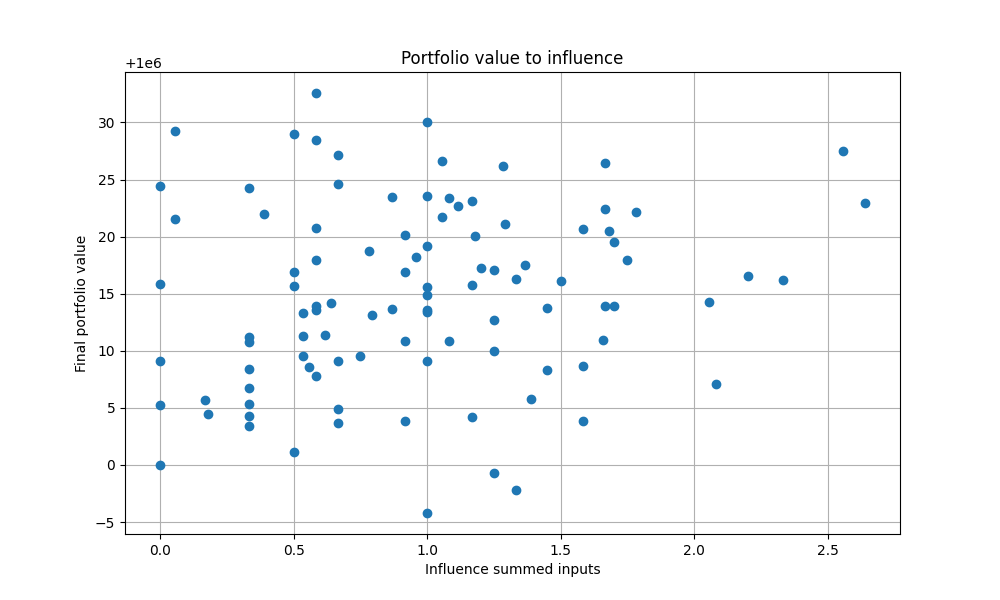 Portfolio value to influence
+1e6
30
25
20
15
10
5
0
−5
Final portfolio value
0.0 0.5 1.0 1.5 2.0 2.5
Influence summed inputs